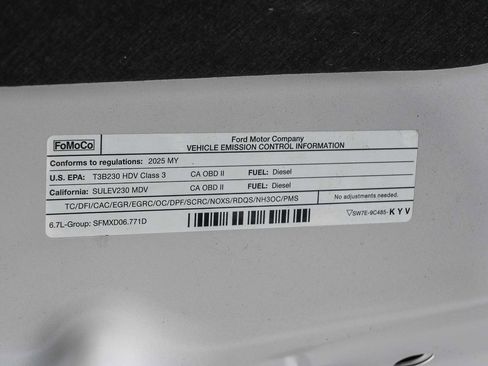 FoMoCo
Ford Motor Company
VEHICLE EMISSION CONTROL INFORMATION
Conforms to regulations: 2025 MY
U.S. EPA: T3B230 HDV Class 3 CA OBD II FUEL: Diesel
California: SULEV230 MDV CA OBD II FUEL: Diesel
TC/DFI/CAC/EGR/EGRC/OC/DPF/SCRC/NOXS/RDQS/NH3OC/PMS
No adjustments needed.
6.7L-Group: SFMXD06.771D
SW7E-9C485-KYV